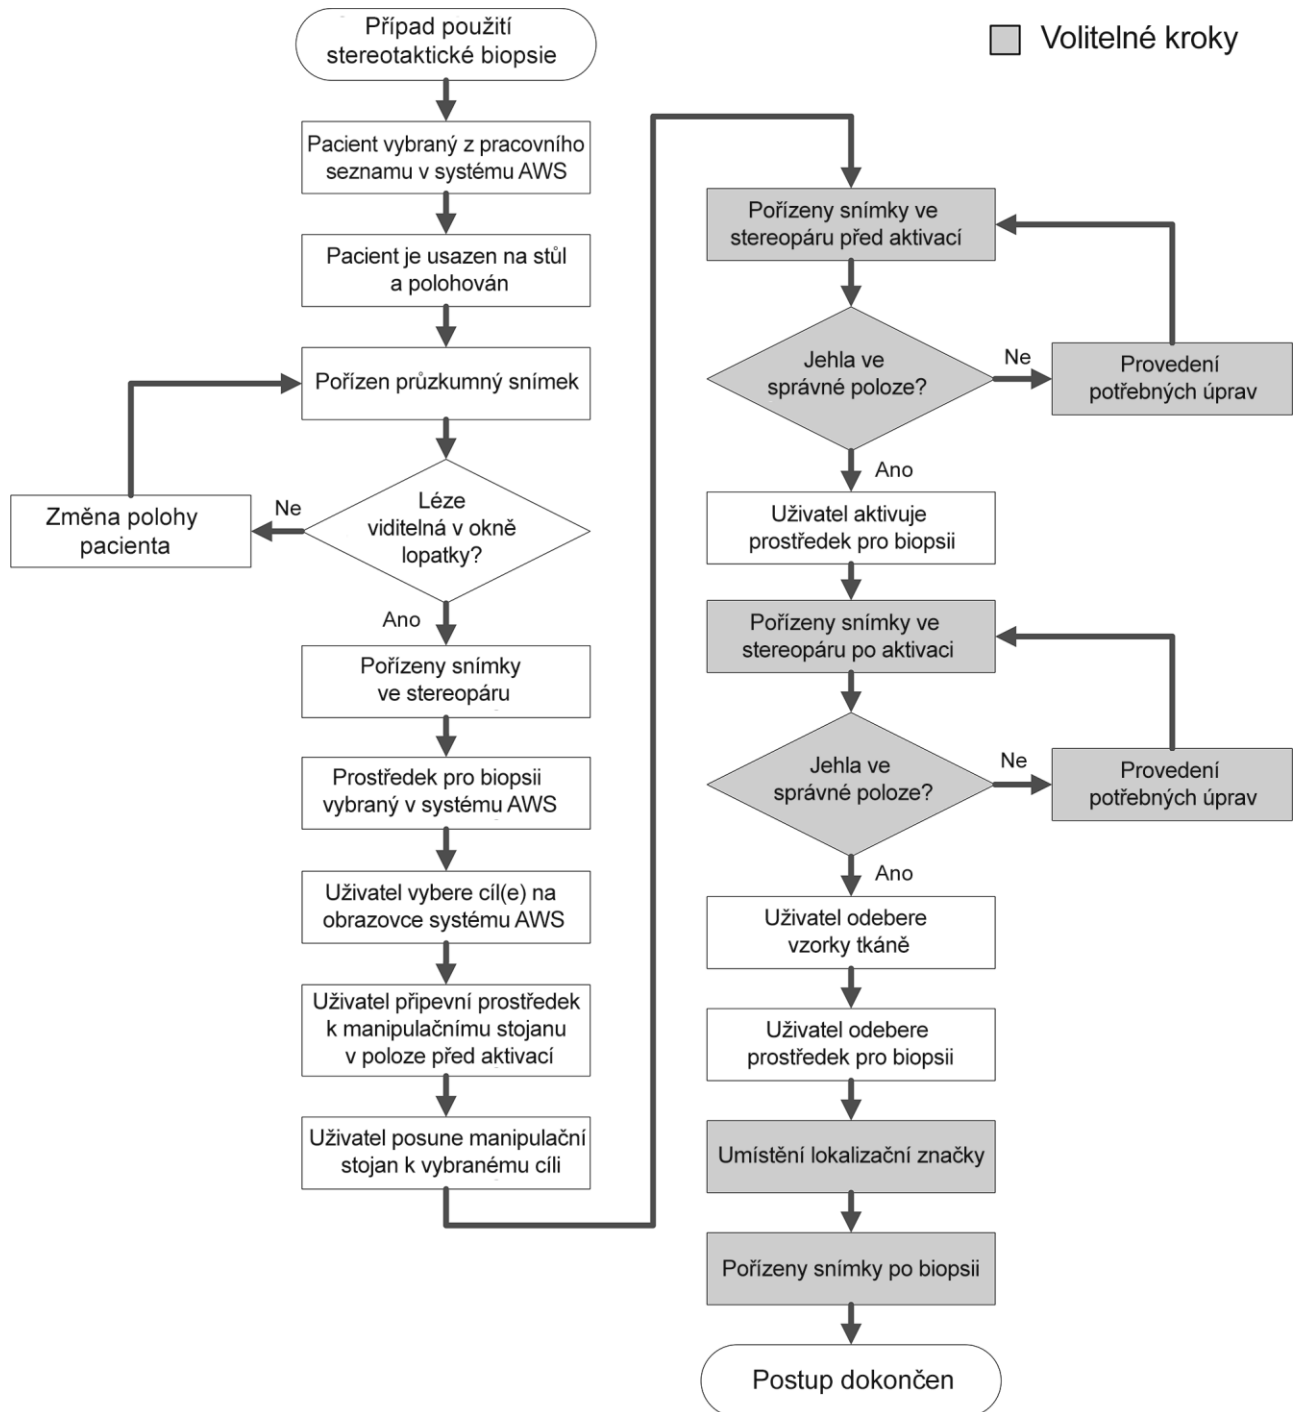 Případ použití
stereotaktické biopsie
Volitelné kroky
Pacient vybraný z pracovního
seznamu v systému AWS
Pacient je usazen na stůl
a polohován
Pořízen průzkumný snímek
Léze
viditelná v okně
lopatky?
Ne
Změna polohy
pacienta
Ano
Pořízeny snímky
ve stereopáru
Prostředek pro biopsii
vybraný v systému AWS
Uživatel vybere cíl(e) na
obrazovce systému AWS
Uživatel připevní prostředek
k manipulačnímu stojanu
v poloze před aktivací
Uživatel posune manipulační
stojan k vybranému cíli
Pořízeny snímky ve
stereopáru před aktivací
Jehla ve
správné poloze?
Ne
Provedení
potřebných úprav
Ano
Uživatel aktivuje
prostředek pro biopsii
Pořízeny snímky ve
stereopáru po aktivaci
Jehla ve
správné poloze?
Ne
Provedení
potřebných úprav
Ano
Uživatel odebere
vzorky tkáně
Uživatel odebere
prostředek pro biopsii
Umístění lokalizační značky
Pořízeny snímky po biopsii
Postup dokončen